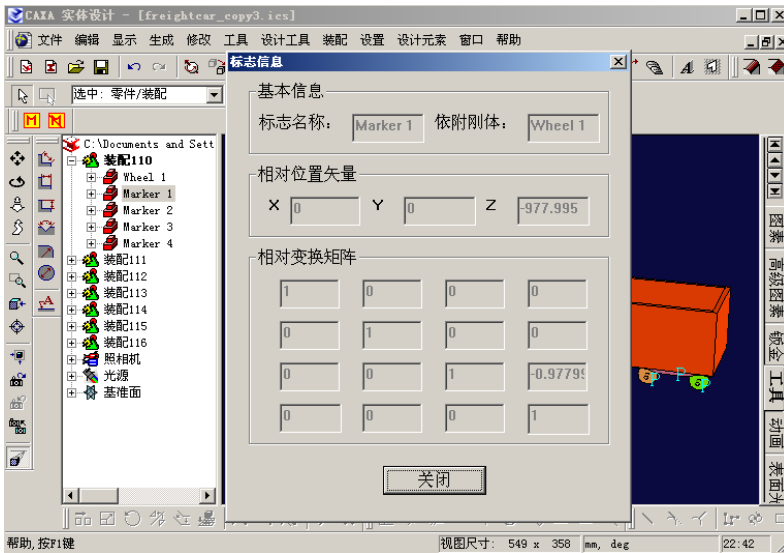 CAXA 实体设计 - [freightcar_copy3.ics]
文件 编辑 显示 生成 修改 工具 设计工具 装配 设置 设计元素 窗口 帮助
标志信息
选中: 零件/装配
基本信息
标志名称: Marker 1 依附刚体: Wheel 1
相对位置矢量
X 0 Y 0 Z -977.995
相对变换矩阵
1 0 0 0
0 1 0 0
0 0 1 -0.9779
0 0 0 1
关闭
C:\Documents and Sett
装配110
Wheel 1
Marker 1
Marker 2
Marker 3
Marker 4
装配111
装配112
装配113
装配114
装配115
装配116
照相机
光源
基准面
图素
高级图素
钣金
工具
动画
表面
P P
帮助, 按F1键 视图尺寸: 549 x 358 mm, deg 22:42